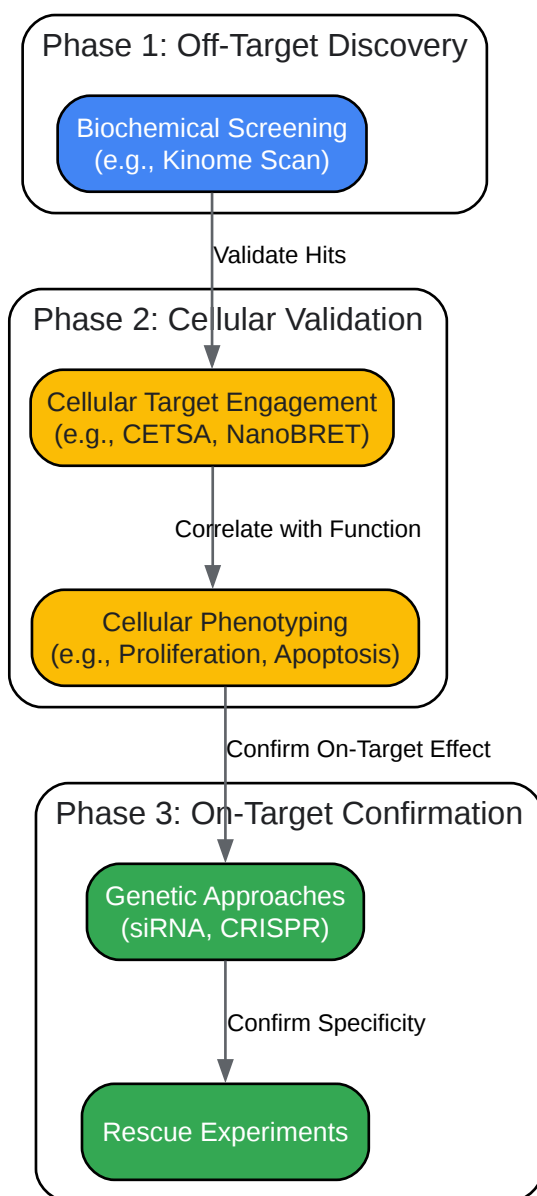 Phase 1: Off-Target Discovery
Biochemical Screening
(e.g., Kinome Scan)
Validate Hits
Phase 2: Cellular Validation
Cellular Target Engagement
(e.g., CETSA, NanoBRET)
Correlate with Function
Cellular Phenotyping
(e.g., Proliferation, Apoptosis)
Confirm On-Target Effect
Phase 3: On-Target Confirmation
Genetic Approaches
(siRNA, CRISPR)
Confirm Specificity
Rescue Experiments